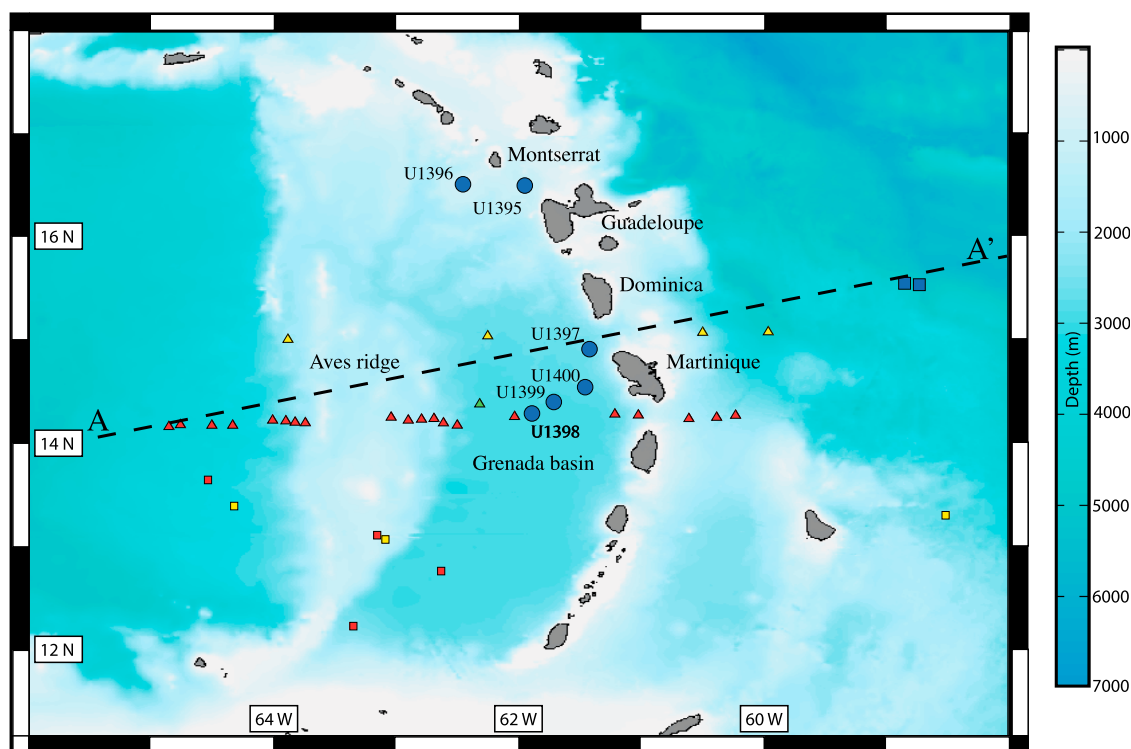 1000
Montserrat
U1396
U1395
Guadeloupe
16 N
2000
A'
Dominica
3000
U1397
Aves ridge
Martinique
Depth (m)
U1400
U1399
4000
A
U1398
14 N
Grenada basin
5000
6000
12 N
7000
64 W
62 W
60 W